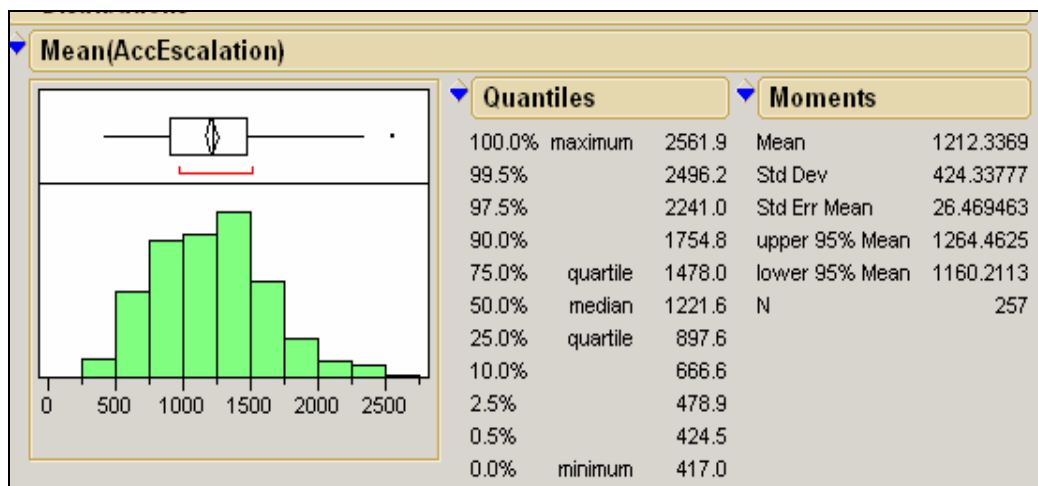 Mean(AccEscalation)
Quantiles
100.0% maximum 2561.9
99.5% 2496.2
97.5% 2241.0
90.0% 1754.8
75.0% quartile 1478.0
50.0% median 1221.6
25.0% quartile 897.6
10.0% 666.6
2.5% 478.9
0.5% 424.5
0.0% minimum 417.0
Moments
Mean 1212.3369
Std Dev 424.33777
Std Err Mean 26.469463
upper 95% Mean 1264.4625
lower 95% Mean 1160.2113
N 257
0 500 1000 1500 2000 2500